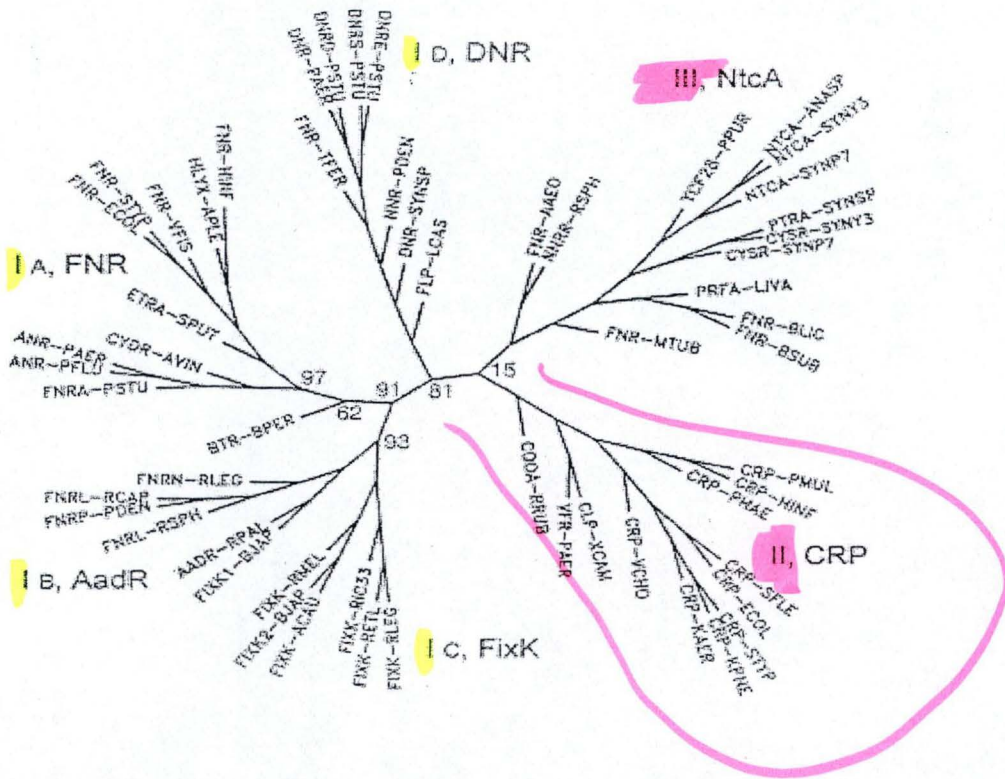 I D, DNR
III, NtcA
DNRE-PSTU
DNRS-PSTU
DNRD-PSTU
DNR-PAER
FNR-TFER
NNR-PDEN
DNR-SYNSP
FLP-LCAS
FNR-AAEO
NNRR-RSPH
TCF28-PPUR
NTCA-ANASP
NTCA-SYNY3
NTCA-SYNP7
PTRA-SYNSP
CYSR-SYNY3
CYSR-SYNP7
PRFA-LIVA
FNR-BLIC
FNR-BSUB
FNR-MTUB
FNR-HINF
HLYX-APLE
FNR-VFIS
FNR-STYP
FNR-ECOL
I A, FNR
ETRA-SPUT
CYDR-AVIN
ANR-PAER
ANR-PFLU
FNRA-PSTU
97
91
81
15
62
BTR-BPER
93
FNRN-RLEG
FNRL-RCAP
FNRP-PDEN
FNRL-RSPH
AADR-RPAL
FIXK1-BJAP
I B, AadR
FIXK-RMEL
FIXK2-BJAP
FIXK-ACAU
FIXK-RIC33
FIXK-RETL
FIXK-RLEG
I C, FixK
COOA-RRUB
CLP-XCAM
VFR-PAER
CRP-VCHO
CRP-PMUL
CRP-HINF
CRP-PMAE
II, CRP
CRP-SFLE
CRP-ECOL
CRP-STYP
CRP-KPNE
CRP-KAER